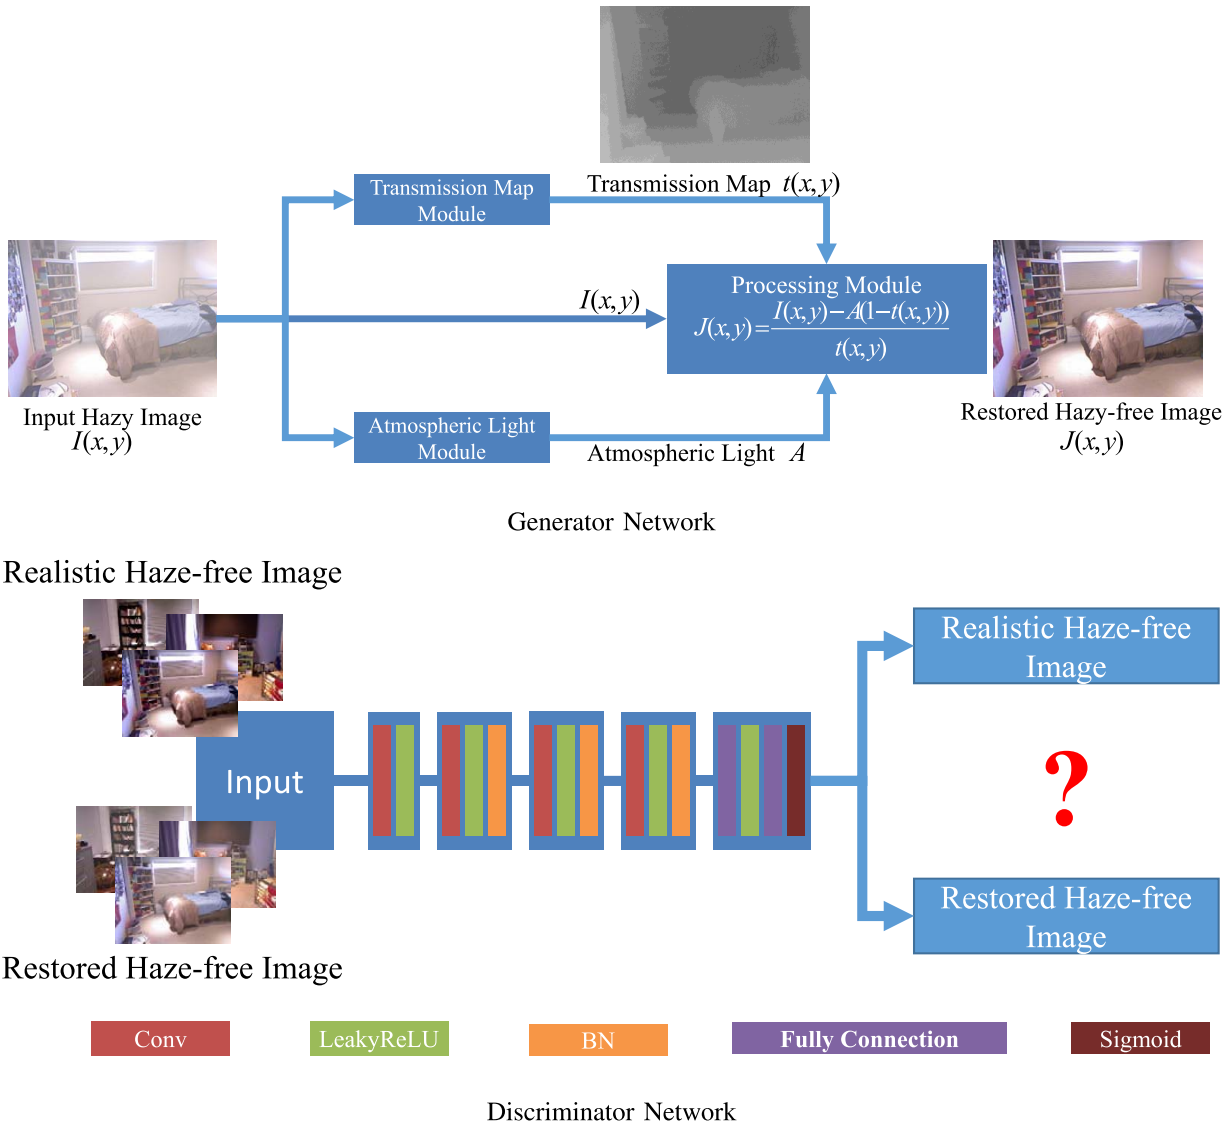 Transmission Map
Module
Transmission Map t(x,y)
I(x,y)
Processing Module
J(x,y)=\frac{I(x,y)-A(1-t(x,y))}{t(x,y)}
Input Hazy Image
I(x,y)
Atmospheric Light
Module
Atmospheric Light A
Restored Hazy-free Image
J(x,y)
Generator Network
Realistic Haze-free Image
Input
Restored Haze-free Image
Realistic Haze-free
Image
?
Restored Haze-free
Image
Conv
LeakyReLU
BN
Fully Connection
Sigmoid
Discriminator Network